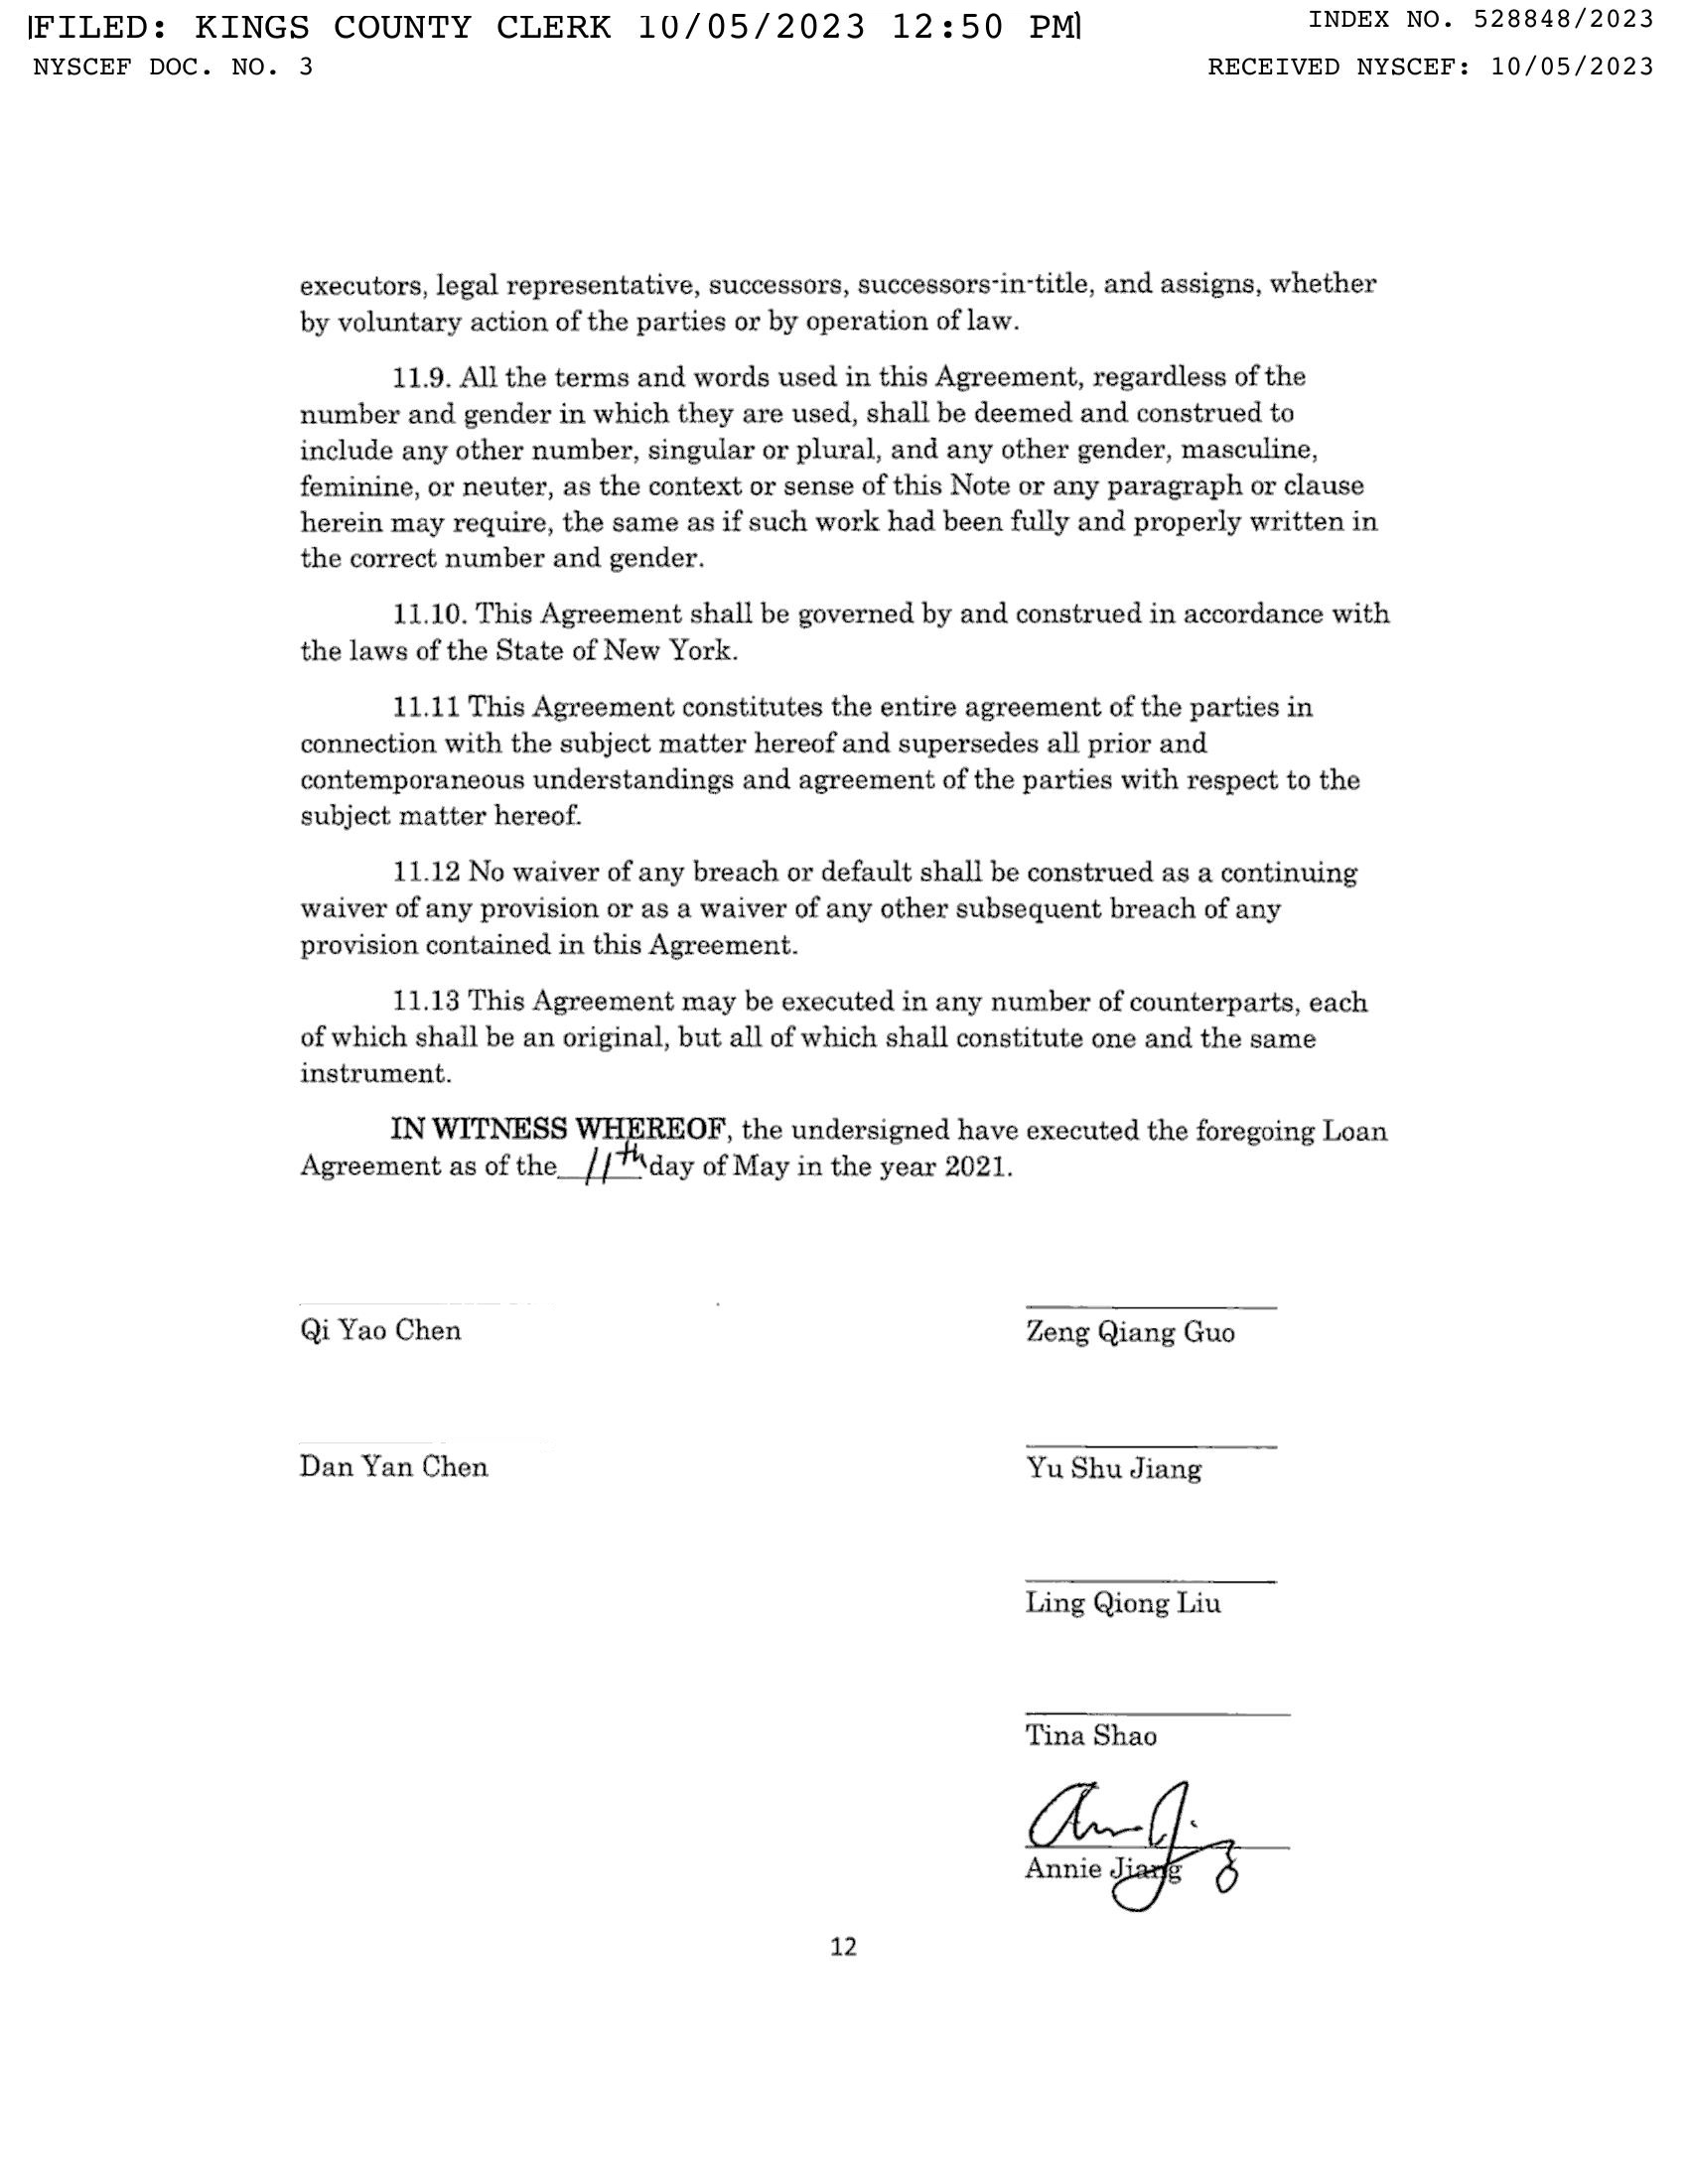 FILED: KINGS COUNTY CLERK 10/05/2023 12:50 PM
INDEX NO. 528848/2023
NYSCEF DOC. NO. 3
RECEIVED NYSCEF: 10/05/2023
executors, legal representative, successors, successors-in-title, and assigns, whether
by voluntary action of the parties or by operation of law.
11.9. All the terms and words used in this Agreement, regardless of the
number and gender in which they are used, shall be deemed and construed to
include any other number, singular or plural, and any other gender, masculine,
feminine, or neuter, as the context or sense of this Note or any paragraph or clause
herein may require, the same as if such work had been fully and properly written in
the correct number and gender.
11.10. This Agreement shall be governed by and construed in accordance with
the laws of the State of New York.
11.11 This Agreement constitutes the entire agreement of the parties in
connection with the subject matter hereof and supersedes all prior and
contemporaneous understandings and agreement of the parties with respect to the
subject matter hereof.
11.12 No waiver of any breach or default shall be construed as a continuing
waiver of any provision or as a waiver of any other subsequent breach of any
provision contained in this Agreement.
11.13 This Agreement may be executed in any number of counterparts, each
of which shall be an original, but all of which shall constitute one and the same
instrument.
IN WITNESS WHEREOF, the undersigned have executed the foregoing Loan
Agreement as of the 11th day of May in the year 2021.
Qi Yao Chen
Zeng Qiang Guo
Dan Yan Chen
Yu Shu Jiang
Ling Qiong Liu
Tina Shao
Annie Jiang
12